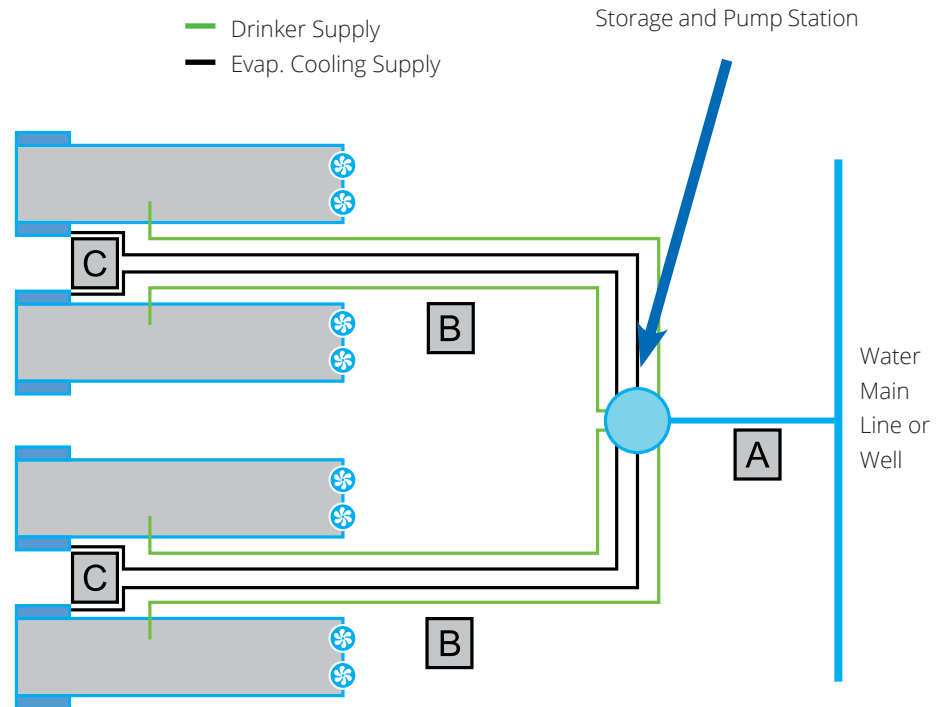 Drinker Supply
Evap. Cooling Supply
Storage and Pump Station
C
B
Water
Main
Line or
Well
A
C
B